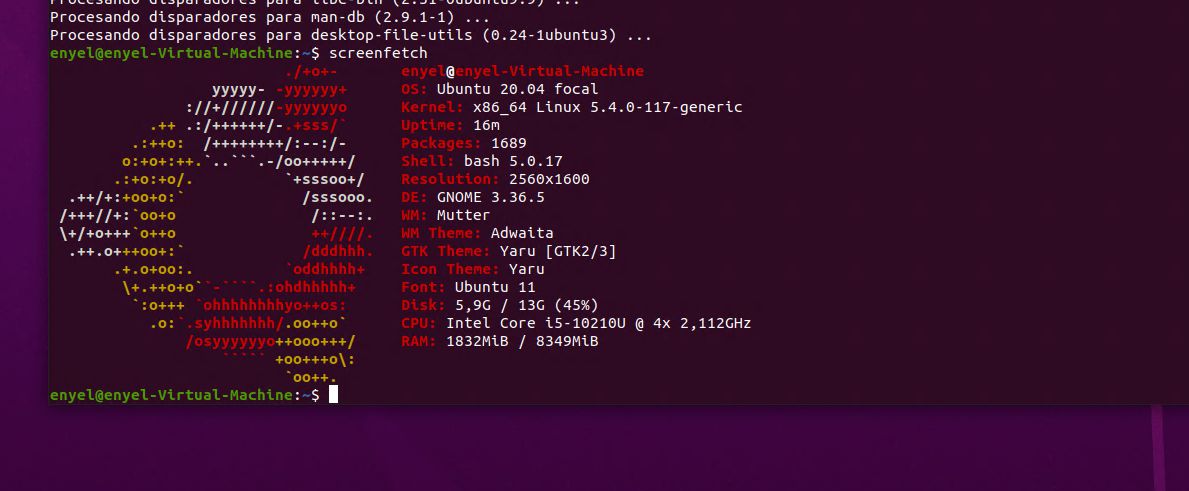 Procesando disparadores para libc-bin (2.31-0ubuntu9.9) ...
Procesando disparadores para man-db (2.9.1-1) ...
Procesando disparadores para desktop-file-utils (0.24-1ubuntu3) ...
enyel@enyel-Virtual-Machine:~$ screenfetch
                          ./+o+-       enyel@enyel-Virtual-Machine
                  yyyyy- -yyyyyy+      OS: Ubuntu 20.04 focal
               ://+//////-yyyyyyo      Kernel: x86_64 Linux 5.4.0-117-generic
           .++ .:/++++++/-.+sss/`      Uptime: 16m
         .:++o:  /++++++++/:--:/-      Packages: 1689
        o:+o+:++.`..```.-/oo+++++/     Shell: bash 5.0.17
       .:+o:+o/.          `+sssoo+/    Resolution: 2560x1600
  .++/+:+oo+o:`             /sssooo.   DE: GNOME 3.36.5
 /+++//+:`oo+o               /::--:.   WM: Mutter
 \+/+o+++`o++o               ++////.   WM Theme: Adwaita
  .++.o+++oo+:`             /dddhhh.   GTK Theme: Yaru [GTK2/3]
       .+.o+oo:.          `oddhhhh+    Icon Theme: Yaru
        \+.++o+o``-````.:ohdhhhhh+     Font: Ubuntu 11
         `:o+++ `ohhhhhhhhyo++os:      Disk: 5,9G / 13G (45%)
           .o:`.syhhhhhhh/.oo++o`      CPU: Intel Core i5-10210U @ 4x 2,112GHz
               /osyyyyyyo++ooo+++/     RAM: 1832MiB / 8349MiB
                   ````` +oo+++o\:
                          `oo++.
enyel@enyel-Virtual-Machine:~$